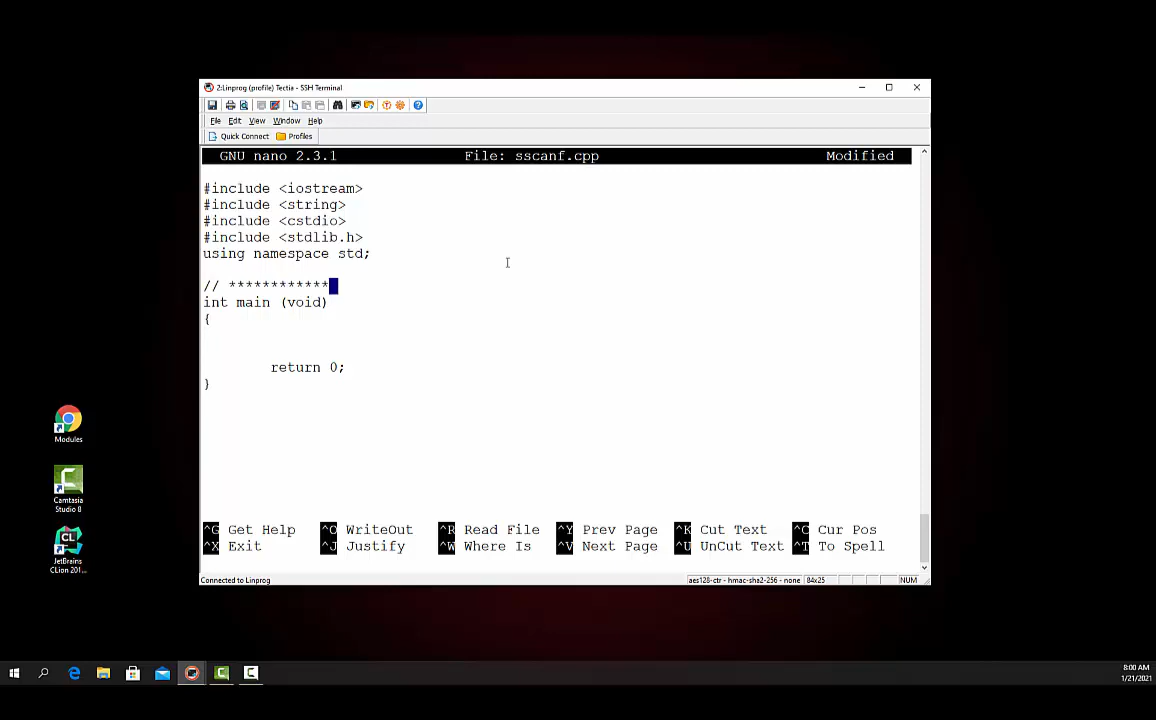 2:Linprog (profile) Tectia - SSH Terminal
File Edit View Window Help
Quick Connect Profiles
GNU nano 2.3.1 File: sscanf.cpp Modified
#include <iostream>
#include <string>
#include <cstdio>
#include <stdlib.h>
using namespace std;
// ************
int main (void)
{
return 0;
}
^G Get Help ^O WriteOut ^R Read File ^Y Prev Page ^K Cut Text ^C Cur Pos
^X Exit ^J Justify ^W Where Is ^V Next Page ^U UnCut Text ^T To Spell
Connected to Linprog aes128-ctr - hmac-sha2-256 - none 84x25 NUM
Modules
Camtasia
Studio 8
JetBrains
CLion 201...
8:00 AM
1/21/2021